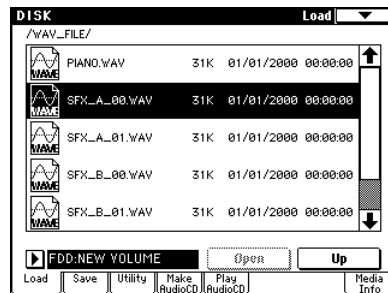 DISK Load
/WAV_FILE/
WAVE PIANO.WAV 31K 01/01/2000 00:00:00
WAVE SFX_A_00.WAV 31K 01/01/2000 00:00:00
WAVE SFX_A_01.WAV 31K 01/01/2000 00:00:00
WAVE SFX_B_00.WAV 31K 01/01/2000 00:00:00
WAVE SFX_B_01.WAV 31K 01/01/2000 00:00:00
FDD:NEW VOLUME Open Up
Load Save Utility Make AudioCD Play AudioCD Media Info